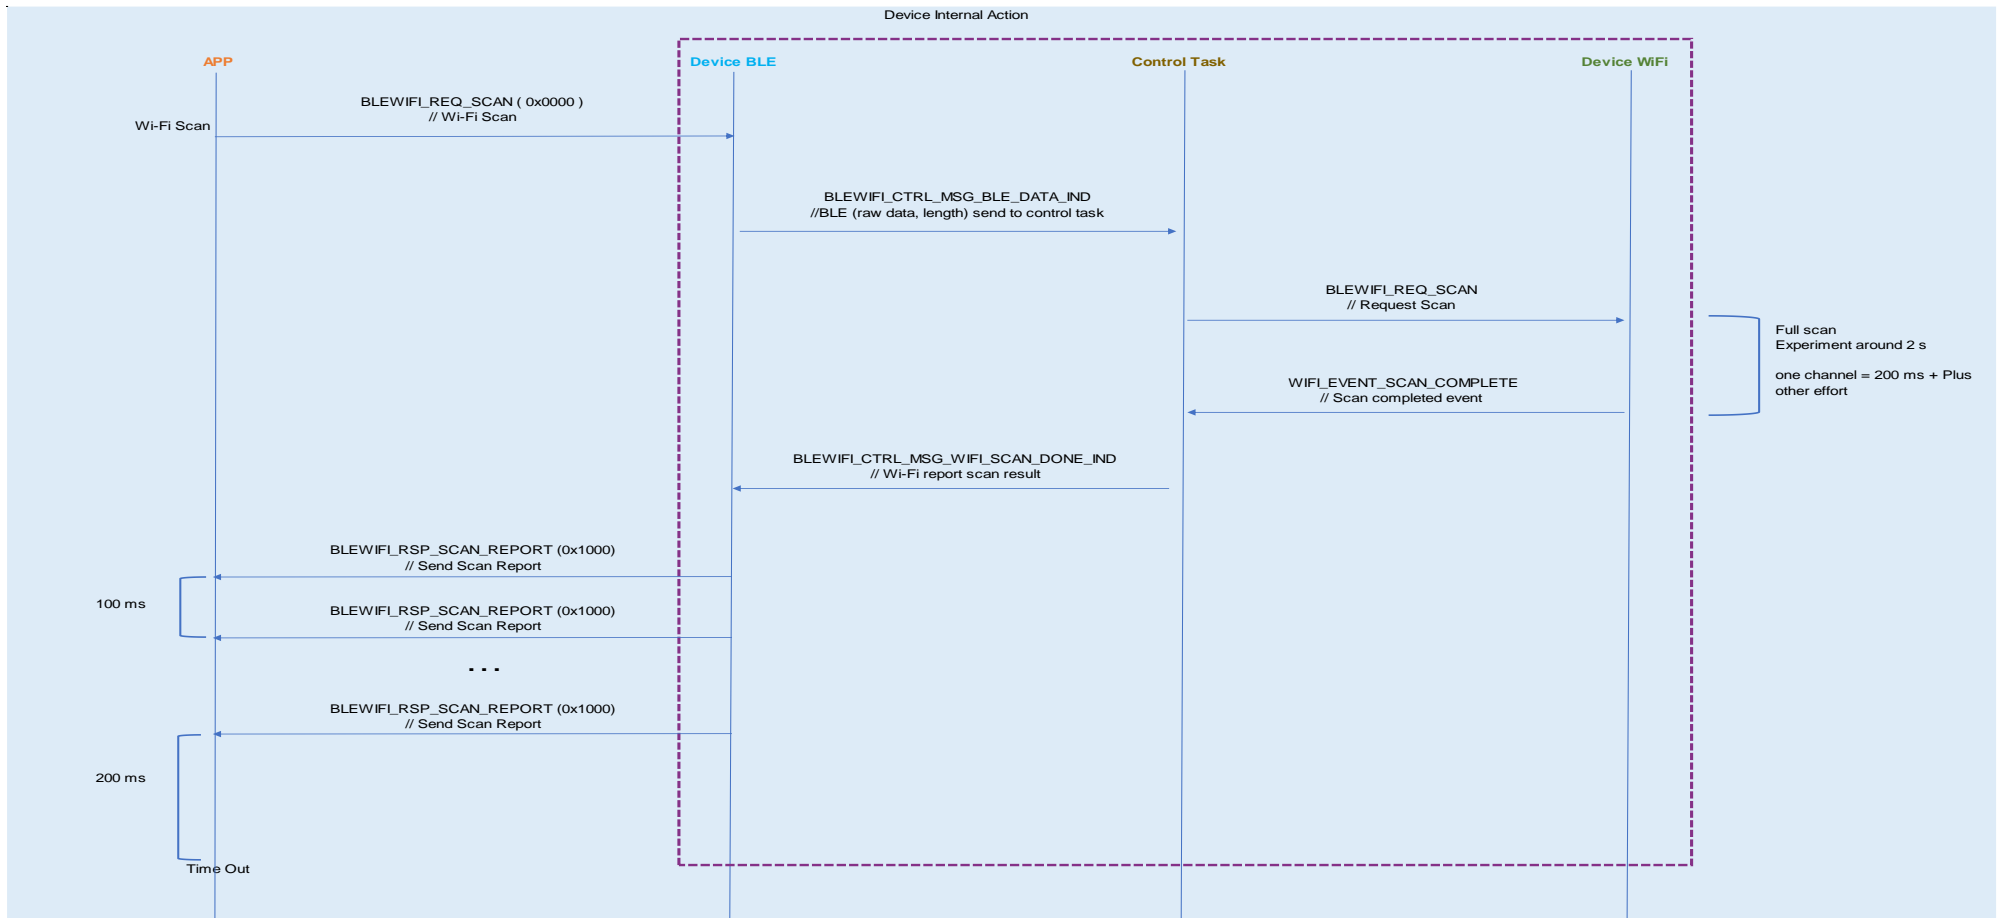 Device Internal Action
APP
Device BLE
Control Task
Device WiFi
BLEWIFI_REQ_SCAN ( 0x0000 )
// Wi-Fi Scan
Wi-Fi Scan
BLEWIFI_CTRL_MSG_BLE_DATA_IND
//BLE (raw data, length) send to control task
BLEWIFI_REQ_SCAN
// Request Scan
Full scan
Experiment around 2 s
one channel = 200 ms + Plus
other effort
WIFI_EVENT_SCAN_COMPLETE
// Scan completed event
BLEWIFI_CTRL_MSG_WIFI_SCAN_DONE_IND
// Wi-Fi report scan result
BLEWIFI_RSP_SCAN_REPORT (0x1000)
// Send Scan Report
100 ms
BLEWIFI_RSP_SCAN_REPORT (0x1000)
// Send Scan Report
...
BLEWIFI_RSP_SCAN_REPORT (0x1000)
// Send Scan Report
200 ms
Time Out